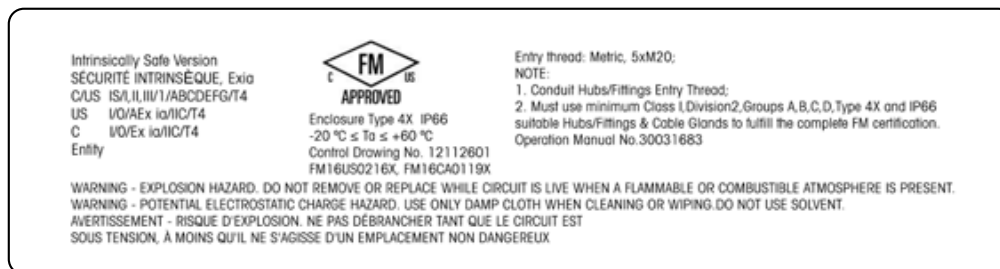 Intrinsically Safe Version
SÉCURITÉ INTRINSÈQUE, Exia
C/US IS/I,II,III/1/ABCDEFG/T4
US I/0/AEx ia/IIC/T4
C I/0/Ex ia/IIC/T4
Entity
FM
C US
APPROVED
Enclosure Type 4X IP66
-20 °C ≤ Ta ≤ +60 °C
Control Drawing No. 12112601
FM16US0216X, FM16CA0119X
Entry thread: Metric, 5xM20;
NOTE:
1. Conduit Hubs/Fittings Entry Thread;
2. Must use minimum Class I,Division2,Groups A,B,C,D,Type 4X and IP66
suitable Hubs/Fittings & Cable Glands to fulfill the complete FM certification.
Operation Manual No.30031683
WARNING - EXPLOSION HAZARD. DO NOT REMOVE OR REPLACE WHILE CIRCUIT IS LIVE WHEN A FLAMMABLE OR COMBUSTIBLE ATMOSPHERE IS PRESENT.
WARNING - POTENTIAL ELECTROSTATIC CHARGE HAZARD. USE ONLY DAMP CLOTH WHEN CLEANING OR WIPING.DO NOT USE SOLVENT.
AVERTISSEMENT - RISQUE D'EXPLOSION. NE PAS DÉBRANCHER TANT QUE LE CIRCUIT EST
SOUS TENSION, À MOINS QU'IL NE S'AGISSE D'UN EMPLACEMENT NON DANGEREUX